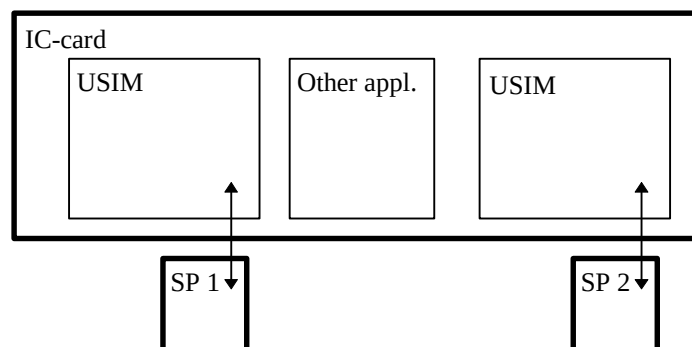 IC-card
USIM
Other appl.
USIM
SP 1
SP 2